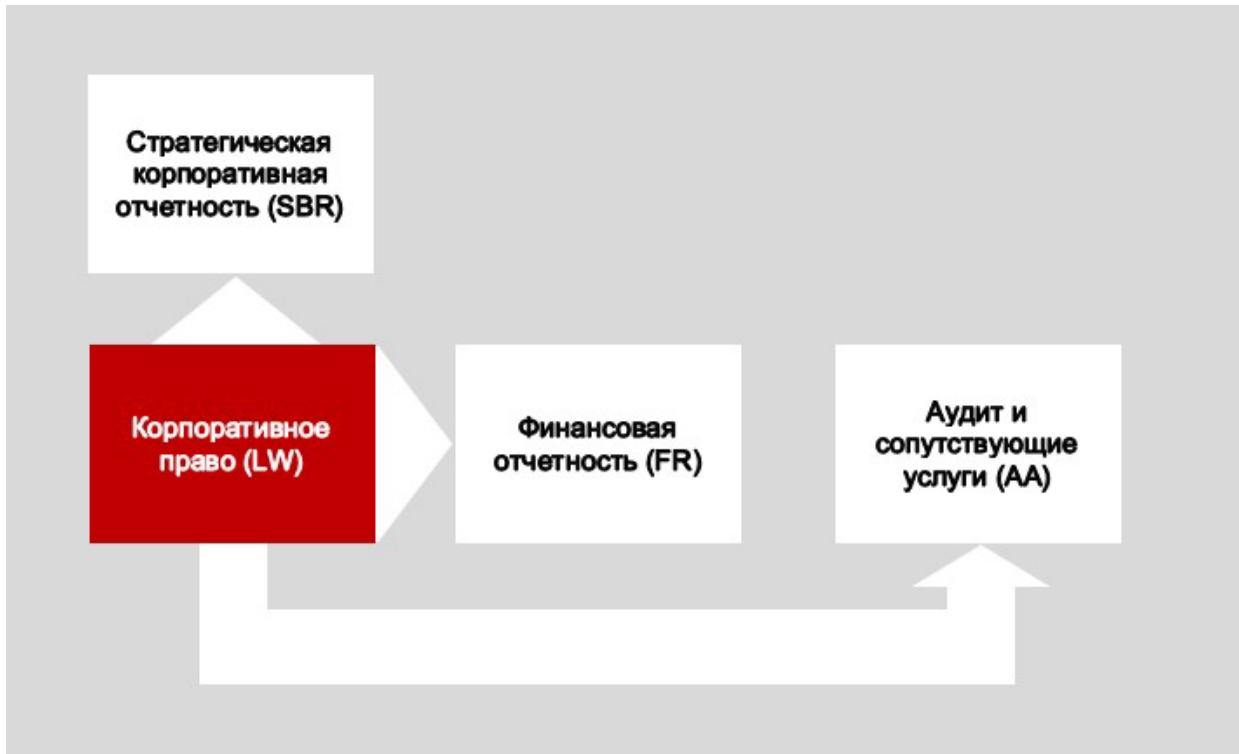 Стратегическая
корпоративная
отчетность (SBR)
Корпоративное
право (LW)
Финансовая
отчетность (FR)
Аудит и
сопутствующие
услуги (AA)